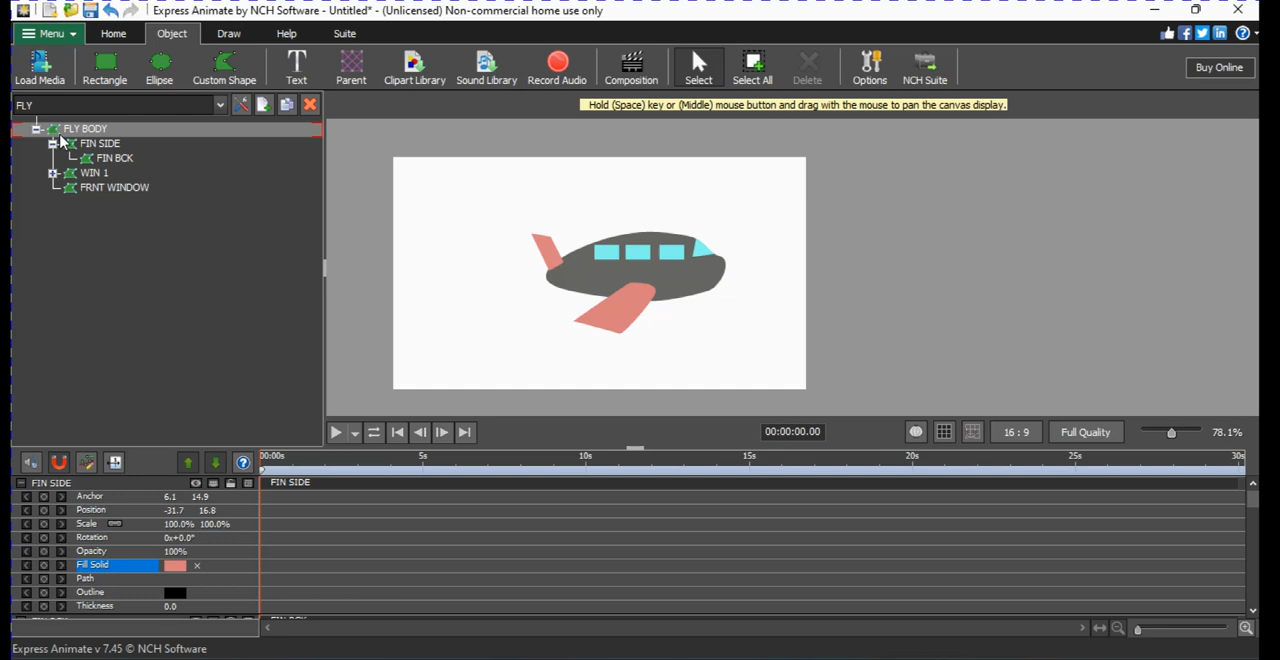 Express Animate by NCH Software - Untitled* - (Unlicensed) Non-commercial home use only
Menu Home Object Draw Help Suite
Load Media Rectangle Ellipse Custom Shape Text Parent Clipart Library Sound Library Record Audio Composition Select Select All Delete Options NCH Suite Buy Online
FLY
Hold (Space) key or (Middle) mouse button and drag with the mouse to pan the canvas display.
FLY BODY
FIN SIDE
FIN BCK
WIN 1
FRNT WINDOW
00:00:00.00 16 : 9 Full Quality 78.1%
00:00s 5s 10s 15s 20s 25s 30s
FIN SIDE FIN SIDE
Anchor 6.1 14.9
Position -31.7 16.8
Scale 100.0% 100.0%
Rotation 0x+0.0°
Opacity 100%
Fill Solid
Path
Outline
Thickness 0.0
Express Animate v 7.45 © NCH Software